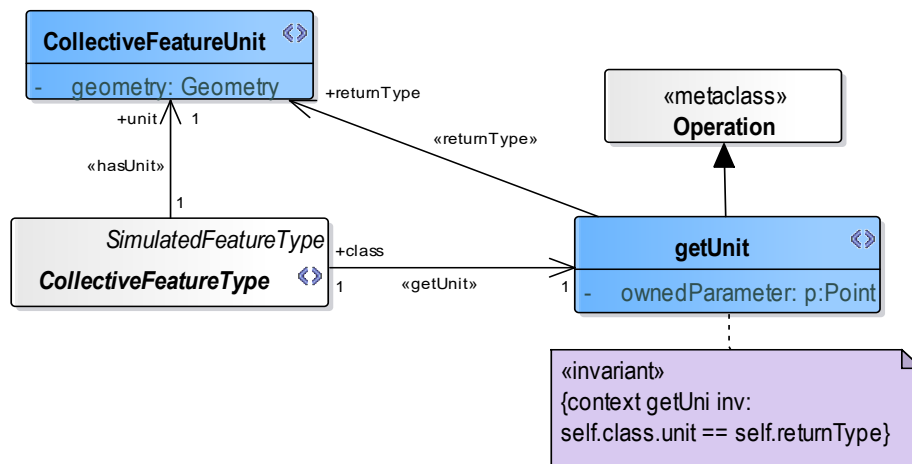 CollectiveFeatureUnit
- geometry: Geometry
+unit 1
«hasUnit»
1
+returnType
«returnType»
«metaclass»
Operation
SimulatedFeatureType
CollectiveFeatureType
+class
1
«getUnit»
1
getUnit
- ownedParameter: p:Point
«invariant»
{context getUni inv:
self.class.unit == self.returnType}